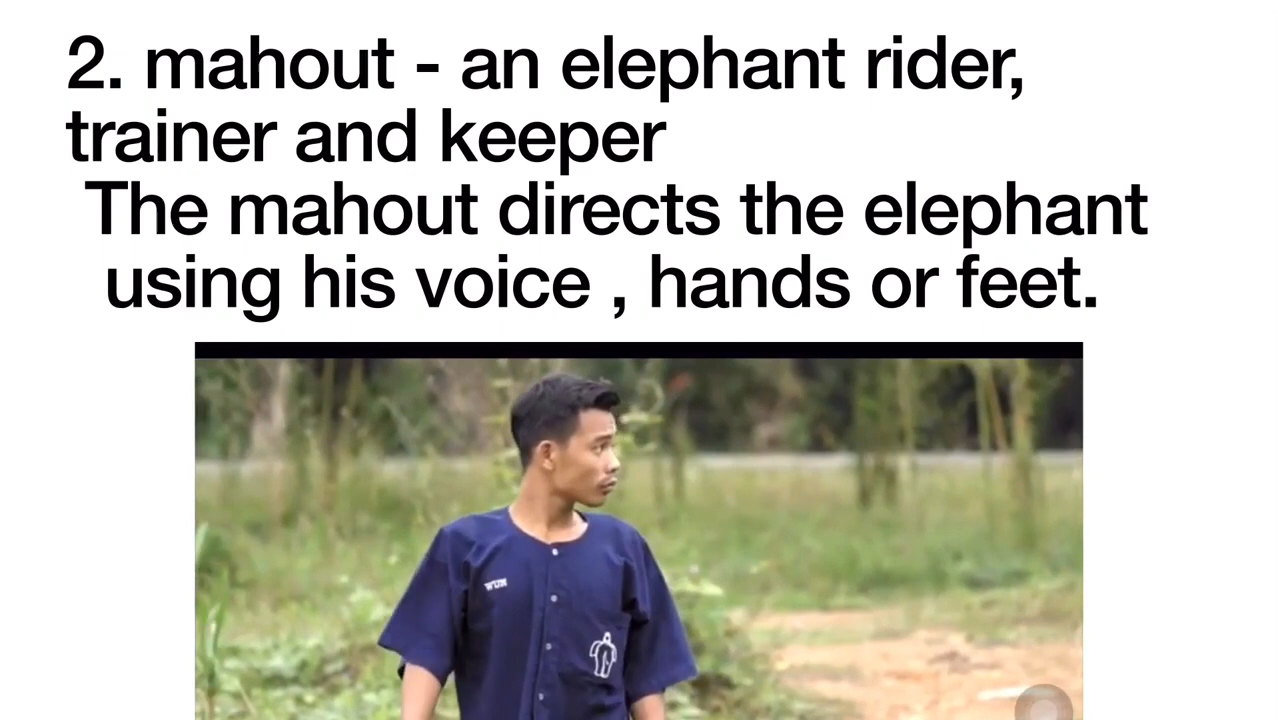 2. mahout - an elephant rider,
trainer and keeper
The mahout directs the elephant
using his voice , hands or feet.
WUN